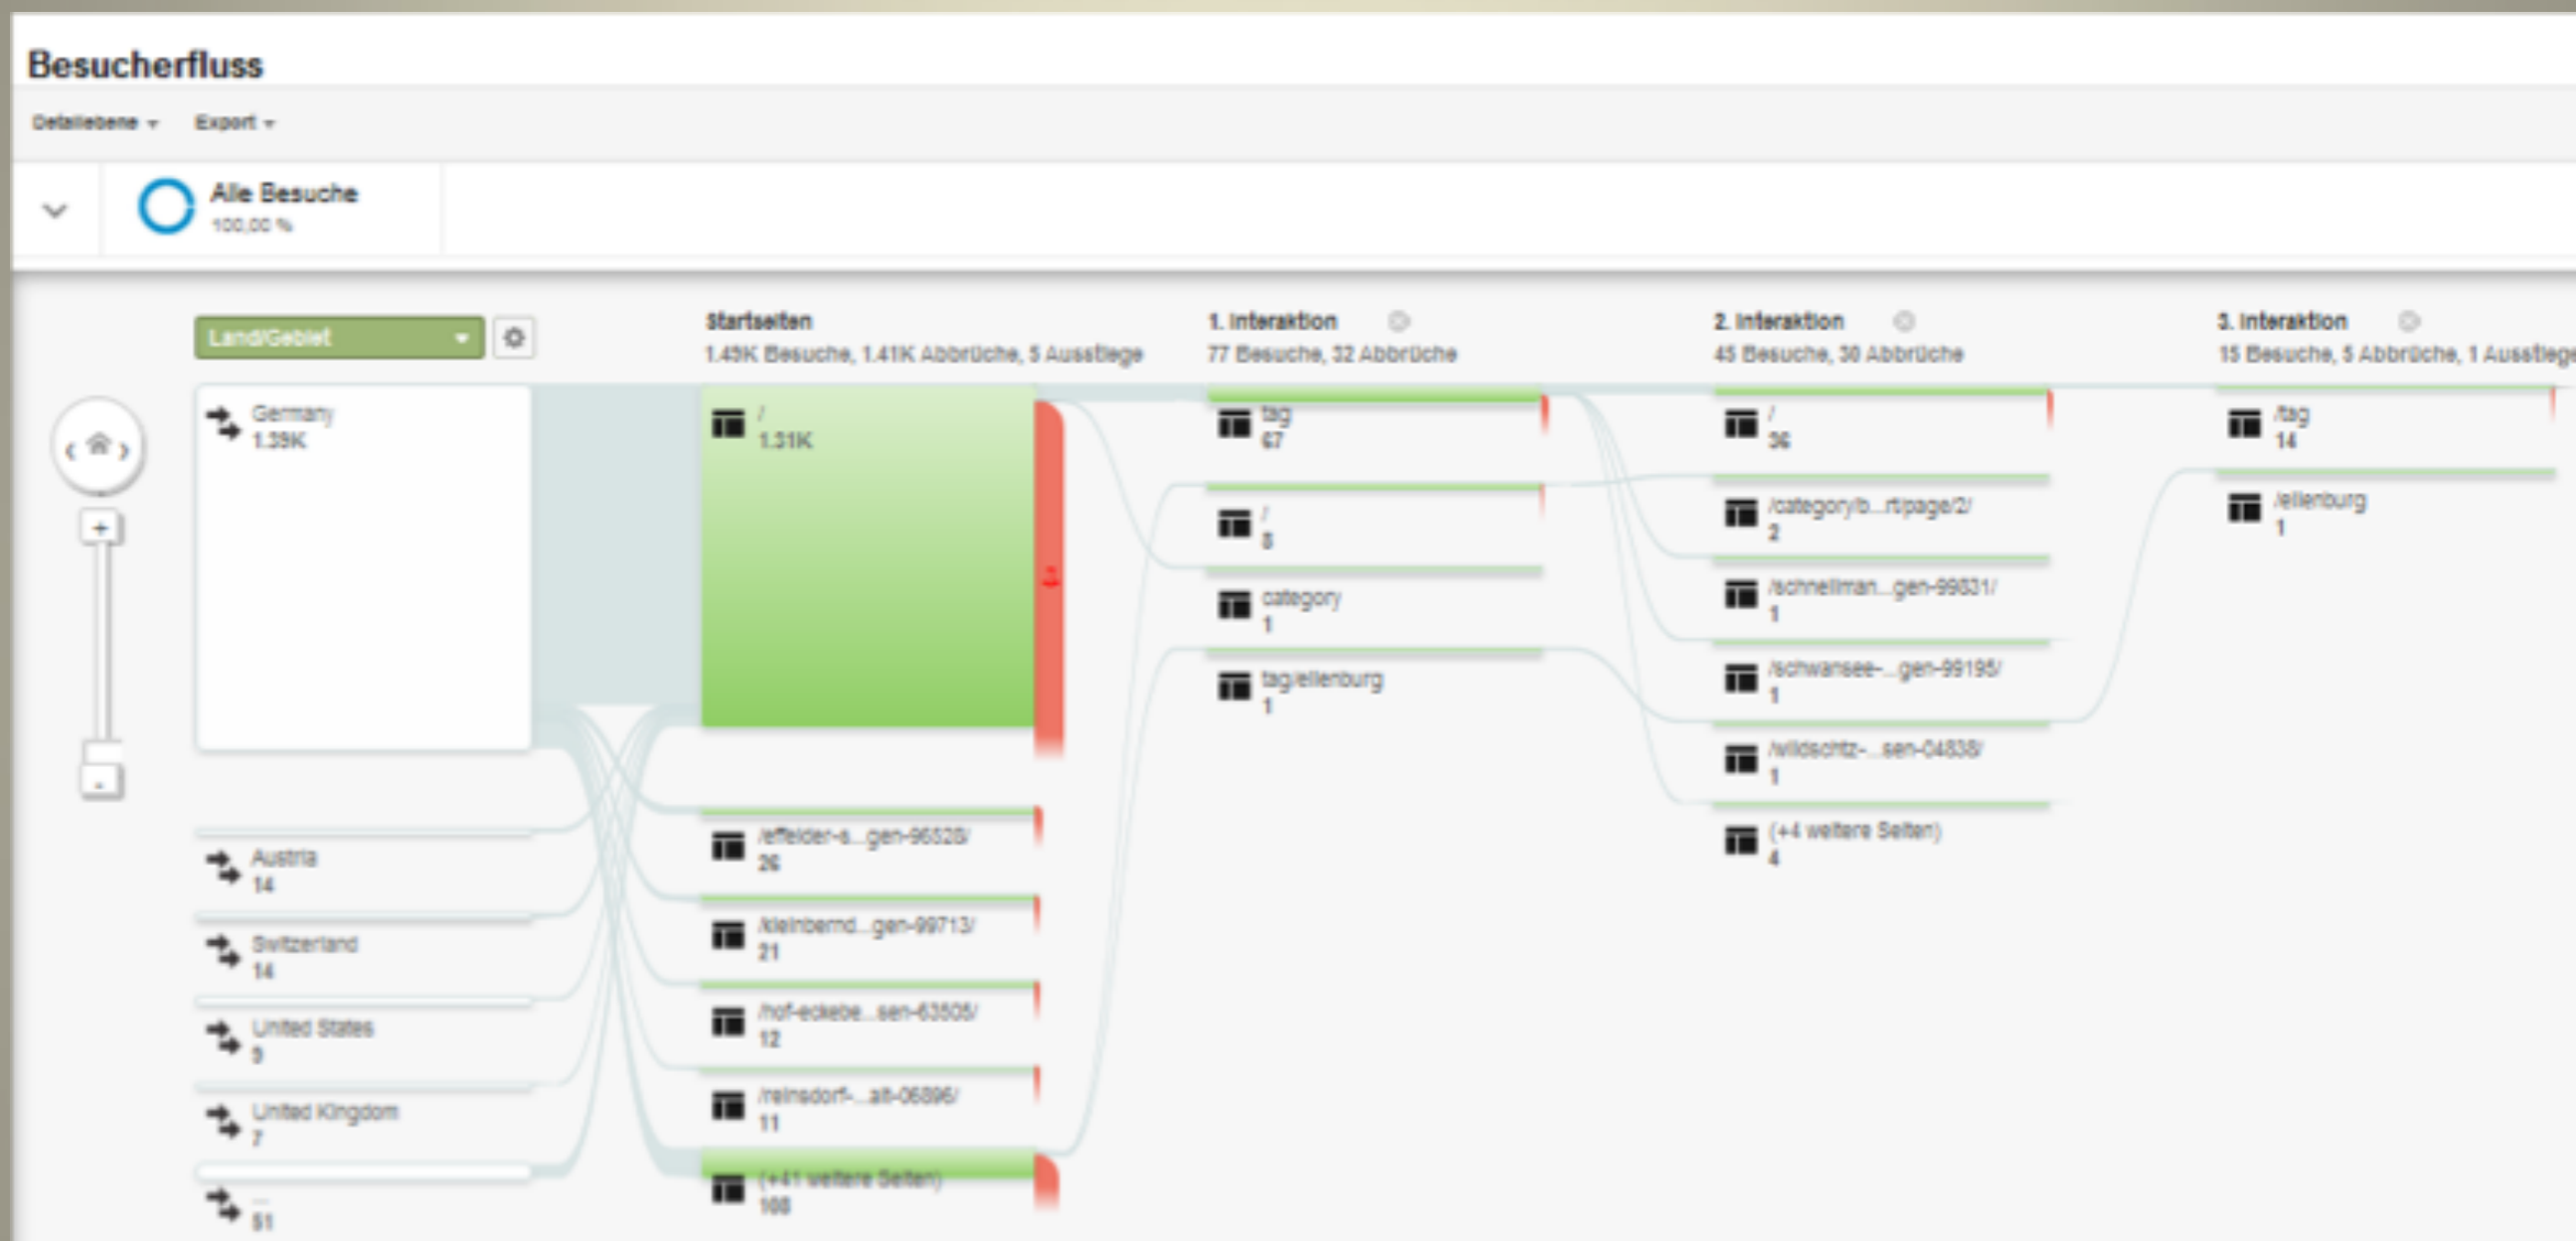 Besucherfluss
Detailebene Export
Alle Besuche
100,00 %
Land/Gebiet
Germany
1.39K
Austria
14
Switzerland
14
United States
9
United Kingdom
7
...
51
Startseiten
1.49K Besuche, 1.41K Abbrüche, 5 Ausstiege
/
1.31K
/effelder-s...gen-96528/
26
/kleinbernd...gen-99713/
21
/hof-eckebe...sen-63505/
12
/reinsdorf-...alt-06896/
11
(+41 weitere Seiten)
108
1. Interaktion
77 Besuche, 32 Abbrüche
tag
67
/
8
category
1
tag/ellenburg
1
2. Interaktion
45 Besuche, 30 Abbrüche
/
36
/category/b...rt/page/2/
2
/schnellman...gen-99831/
1
/schwansee-...gen-99195/
1
/wildschtz-...sen-04838/
1
(+4 weitere Seiten)
4
3. Interaktion
15 Besuche, 5 Abbrüche, 1 Ausstiege
/tag
14
/ellenburg
1